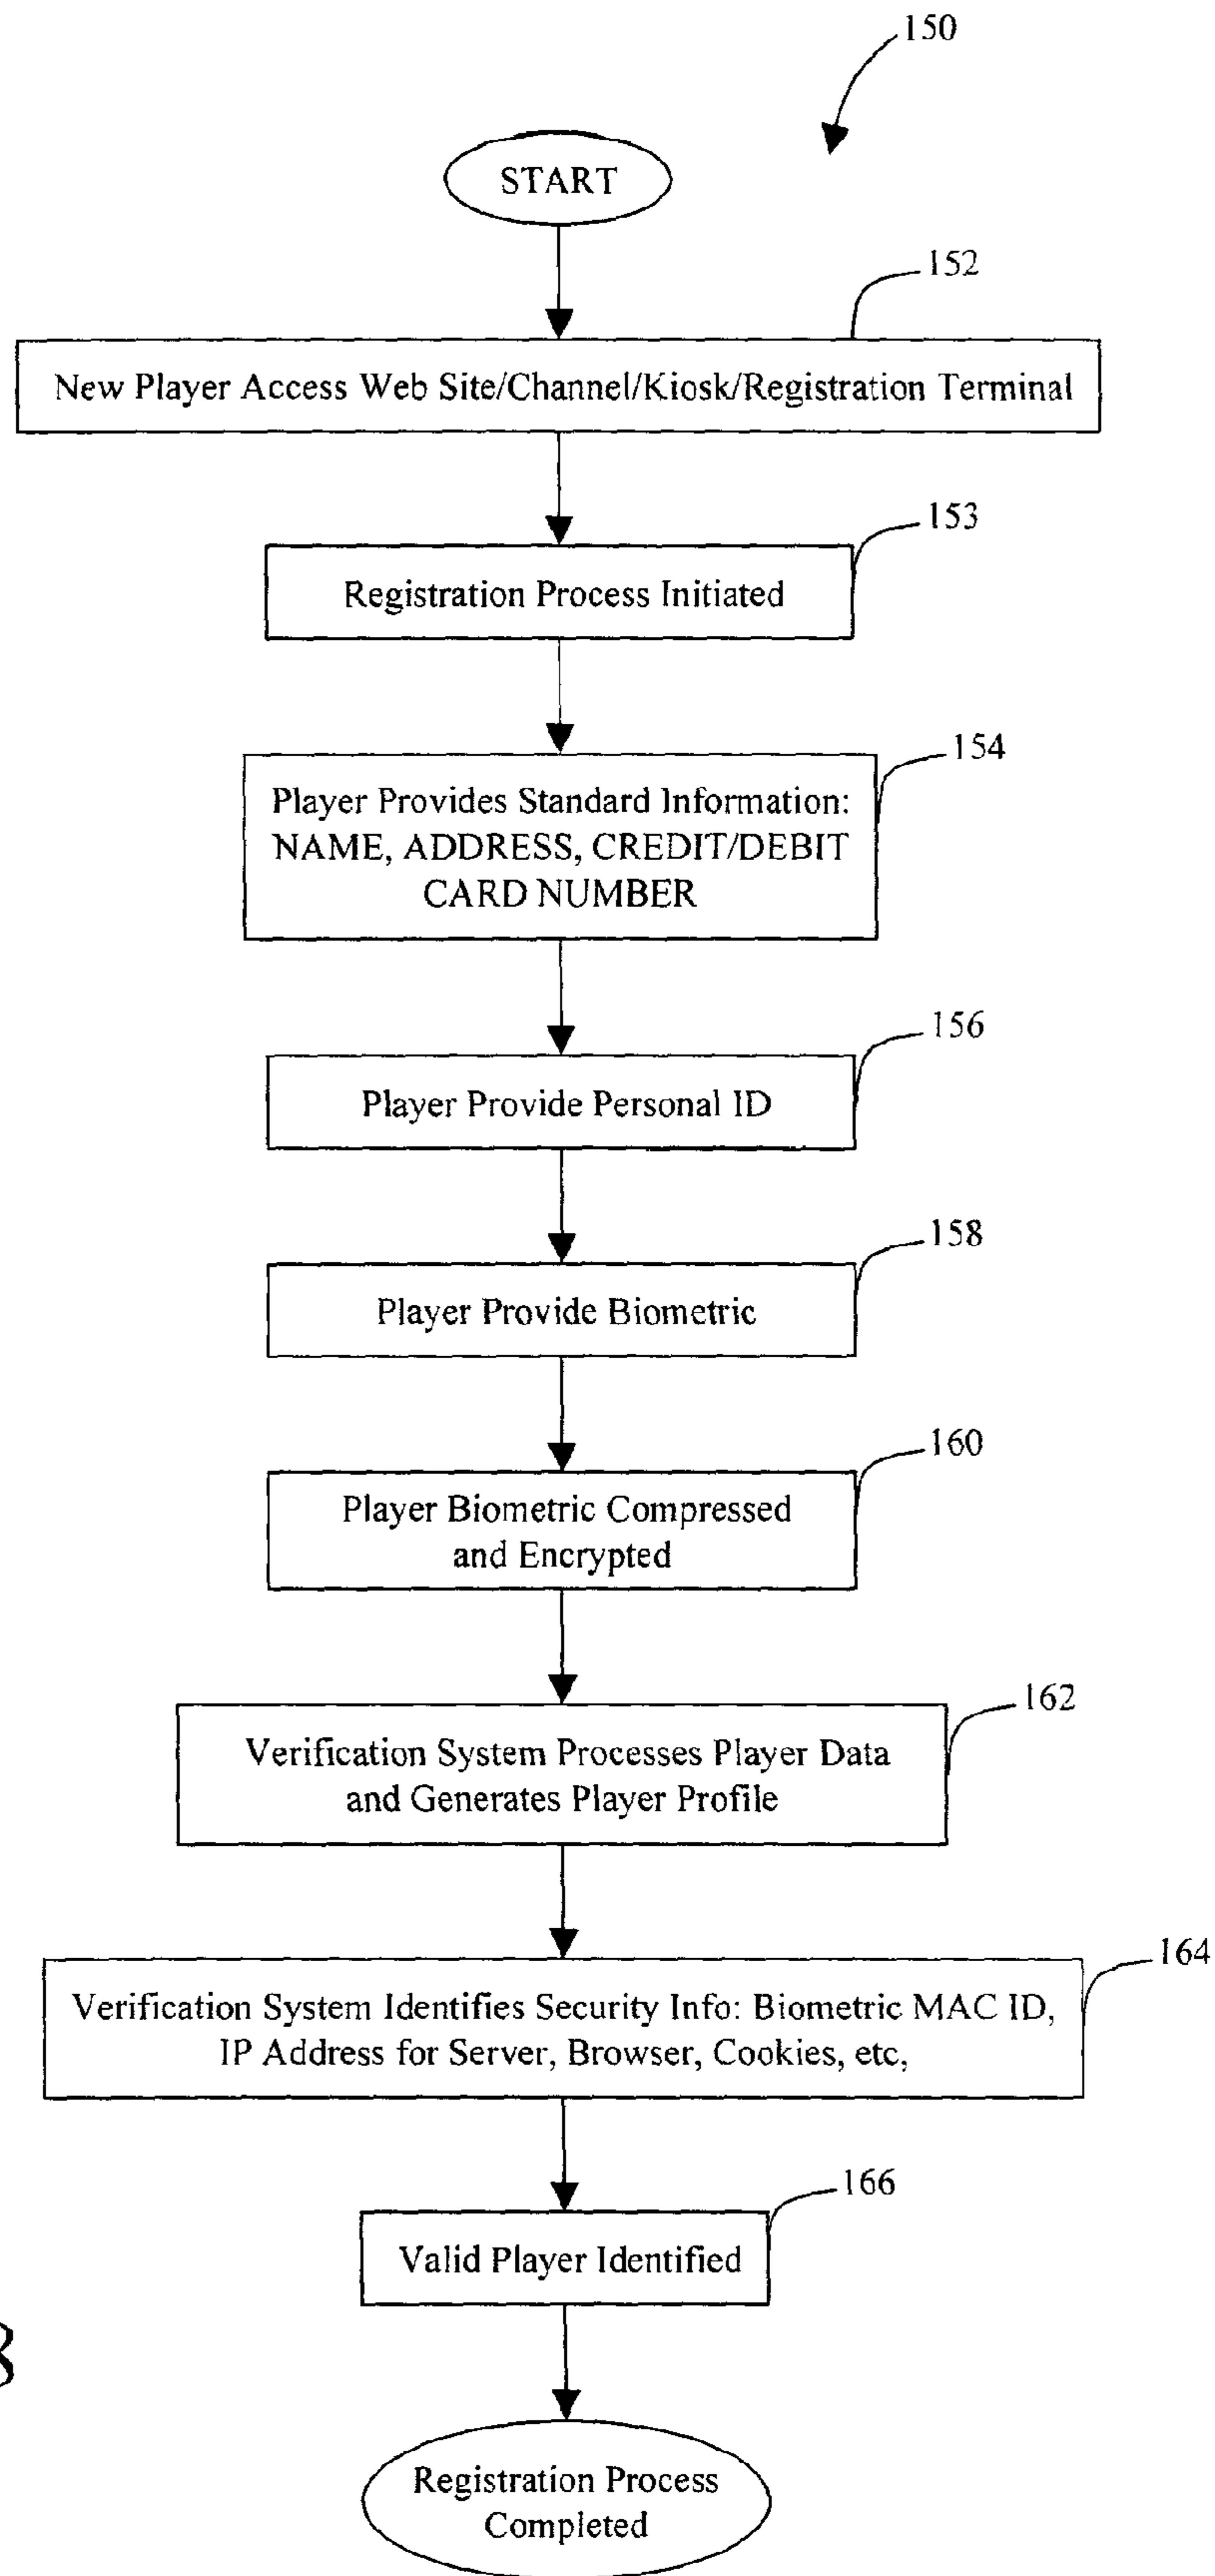 150
START
152
New Player Access Web Site/Channel/Kiosk/Registration Terminal
153
Registration Process Initiated
154
Player Provides Standard Information:
NAME, ADDRESS, CREDIT/DEBIT
CARD NUMBER
156
Player Provide Personal ID
158
Player Provide Biometric
160
Player Biometric Compressed
and Encrypted
162
Verification System Processes Player Data
and Generates Player Profile
164
Verification System Identifies Security Info: Biometric MAC ID,
IP Address for Server, Browser, Cookies, etc,
166
Valid Player Identified
Registration Process
Completed